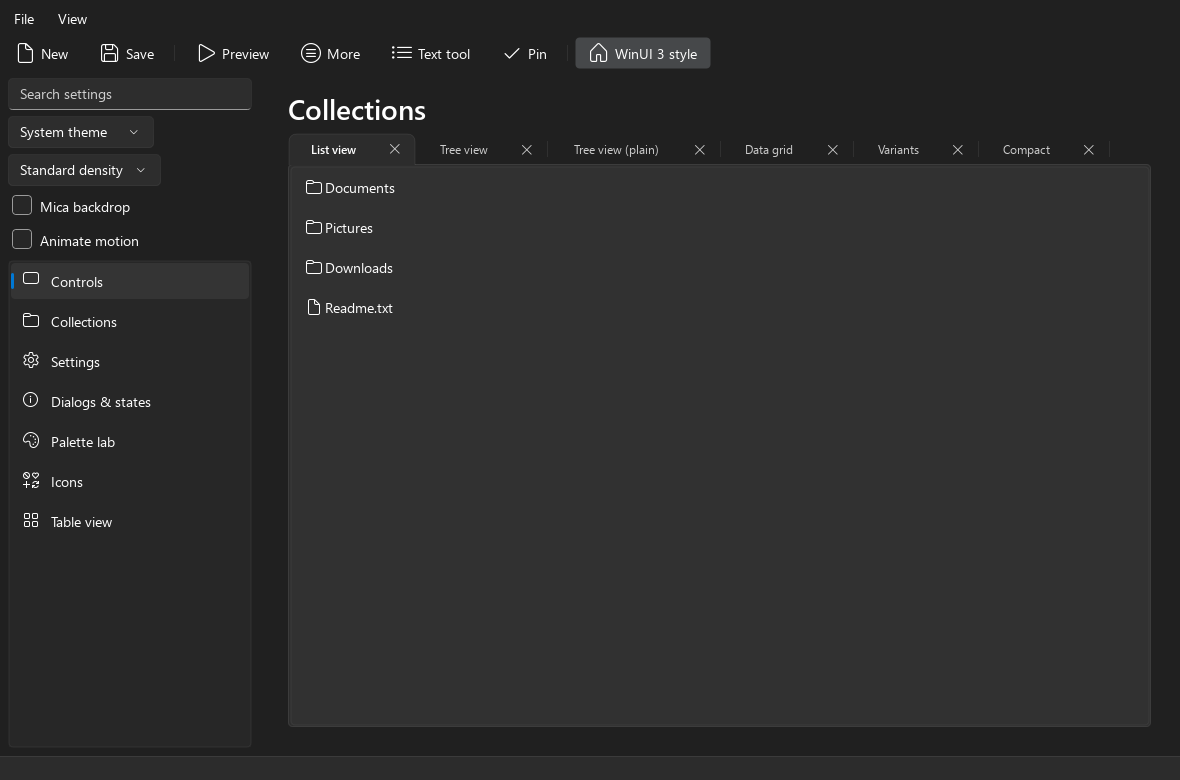 File View
New Save Preview More Text tool Pin WinUI 3 style
Search settings
System theme
Standard density
Mica backdrop
Animate motion
Controls
Collections
Settings
Dialogs & states
Palette lab
Icons
Table view
Collections
List view Tree view Tree view (plain) Data grid Variants Compact
Documents
Pictures
Downloads
Readme.txt